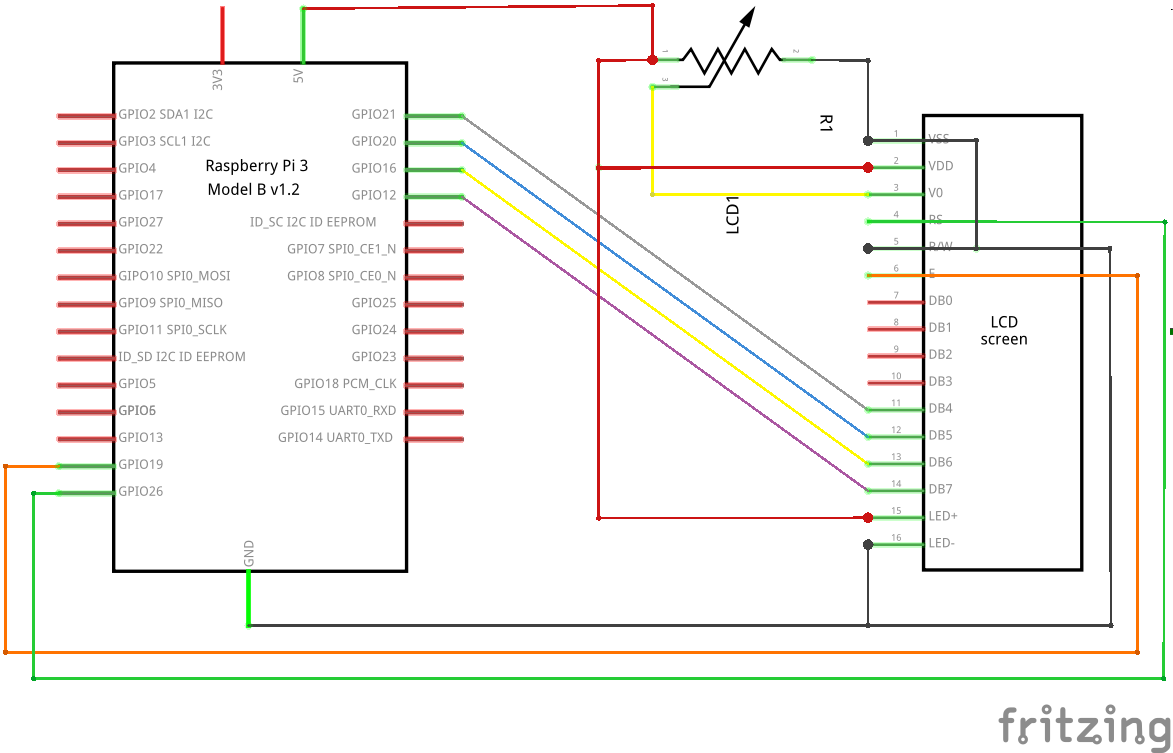 3V3
5V
GPIO2 SDA1 I2C
GPIO3 SCL1 I2C
GPIO4
GPIO17
GPIO27
GPIO22
GIPO10 SPI0_MOSI
GPIO9 SPI0_MISO
GPIO11 SPI0_SCLK
ID_SD I2C ID EEPROM
GPIO5
GPIO6
GPIO13
GPIO19
GPIO26
Raspberry Pi 3
Model B v1.2
GPIO21
GPIO20
GPIO16
GPIO12
ID_SC I2C ID EEPROM
GPIO7 SPI0_CE1_N
GPIO8 SPI0_CE0_N
GPIO25
GPIO24
GPIO23
GPIO18 PCM_CLK
GPIO15 UART0_RXD
GPIO14 UART0_TXD
GND
1
2
3
R1
LCD1
1 VSS
2 VDD
3 V0
4 RS
5 R/W
6 E
7 DB0
8 DB1
9 DB2
10 DB3
11 DB4
12 DB5
13 DB6
14 DB7
15 LED+
16 LED-
LCD
screen
fritzing